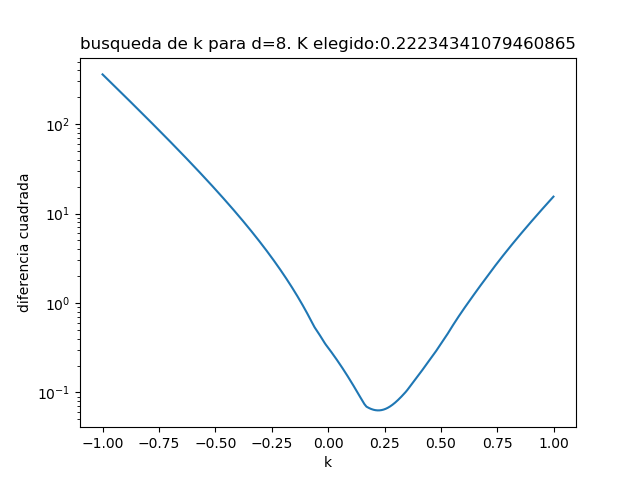 busqueda de k para d=8. K elegido:0.22234341079460865
diferencia cuadrada
10²
10¹
10⁰
10⁻¹
−1.00 −0.75 −0.50 −0.25 0.00 0.25 0.50 0.75 1.00
k